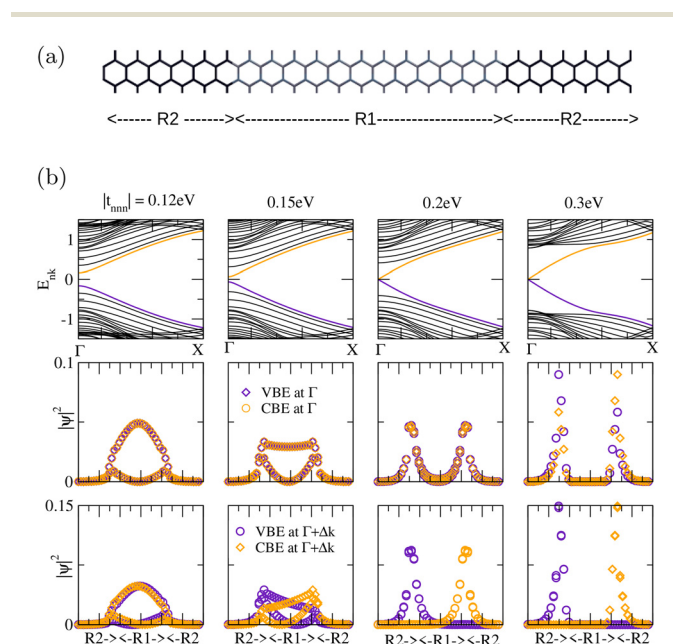 (a)
<------ R2 -------><---------------- R1------------------><------ R2------->
(b)
|t_nnn| = 0.12eV 0.15eV 0.2eV 0.3eV
E_nk
1
0
-1
Γ X Γ X Γ X Γ X
0.1
|ψ|²
0
VBE at Γ
CBE at Γ
0.15
|ψ|²
0
VBE at Γ+Δk
CBE at Γ+Δk
R2-><-R1-><-R2 R2-><-R1-><-R2 R2-><-R1-><-R2 R2-><-R1-><-R2